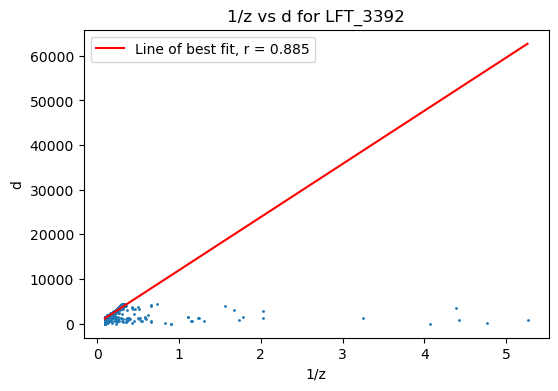 1/z vs d for LFT_3392
Line of best fit, r = 0.885
60000
50000
40000
30000
20000
10000
0
d
0 1 2 3 4 5
1/z